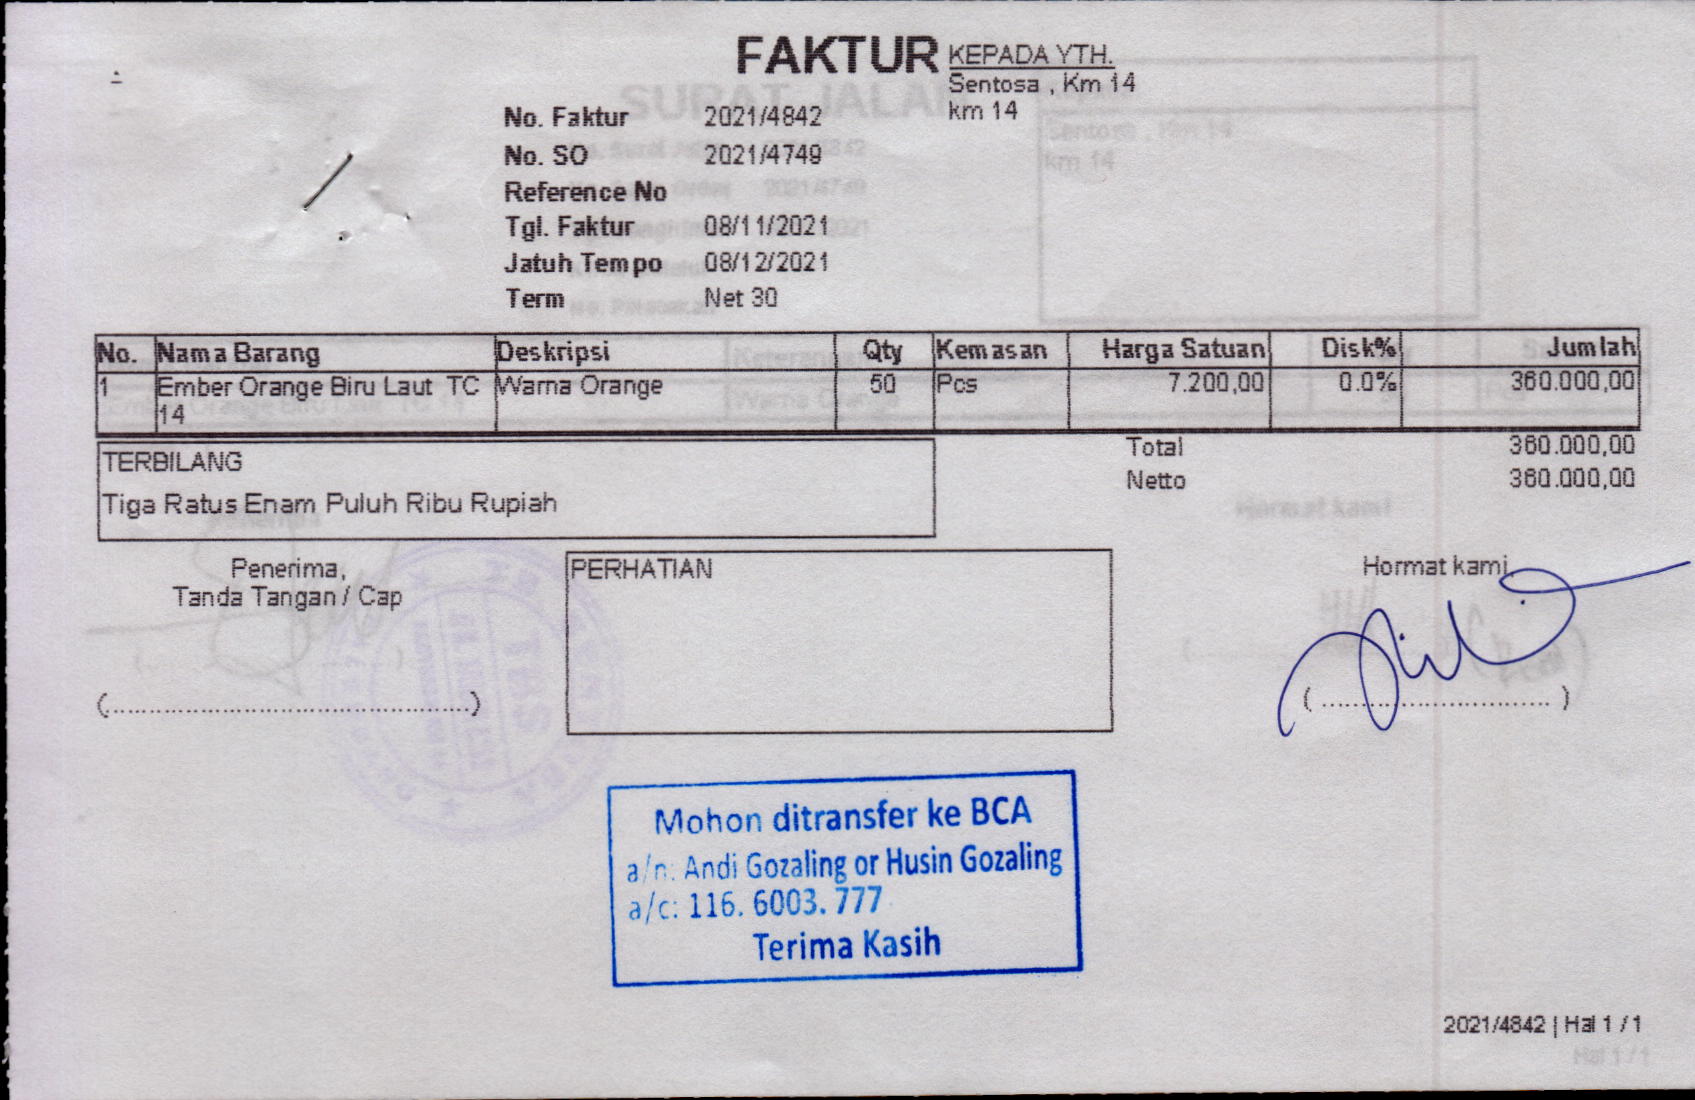 FAKTUR
KEPADA YTH.
Sentosa , Km 14
km 14
No. Faktur 2021/4842
No. SO 2021/4749
Reference No
Tgl. Faktur 08/11/2021
Jatuh Tempo 08/12/2021
Term Net 30
No. Nama Barang Deskripsi Qty Kemasan Harga Satuan Disk% Jumlah
1 Ember Orange Biru Laut TC Warna Orange 50 Pcs 7.200,00 0.0% 360.000,00
14
Total 360.000,00
Netto 360.000,00
TERBILANG
Tiga Ratus Enam Puluh Ribu Rupiah
Penerima,
Tanda Tangan / Cap
(..................................................)
PERHATIAN
Hormat kami,
( ................................ )
Mohon ditransfer ke BCA
a/n: Andi Gozaling or Husin Gozaling
a/c: 116. 6003. 777
Terima Kasih
2021/4842 | Hal 1 / 1